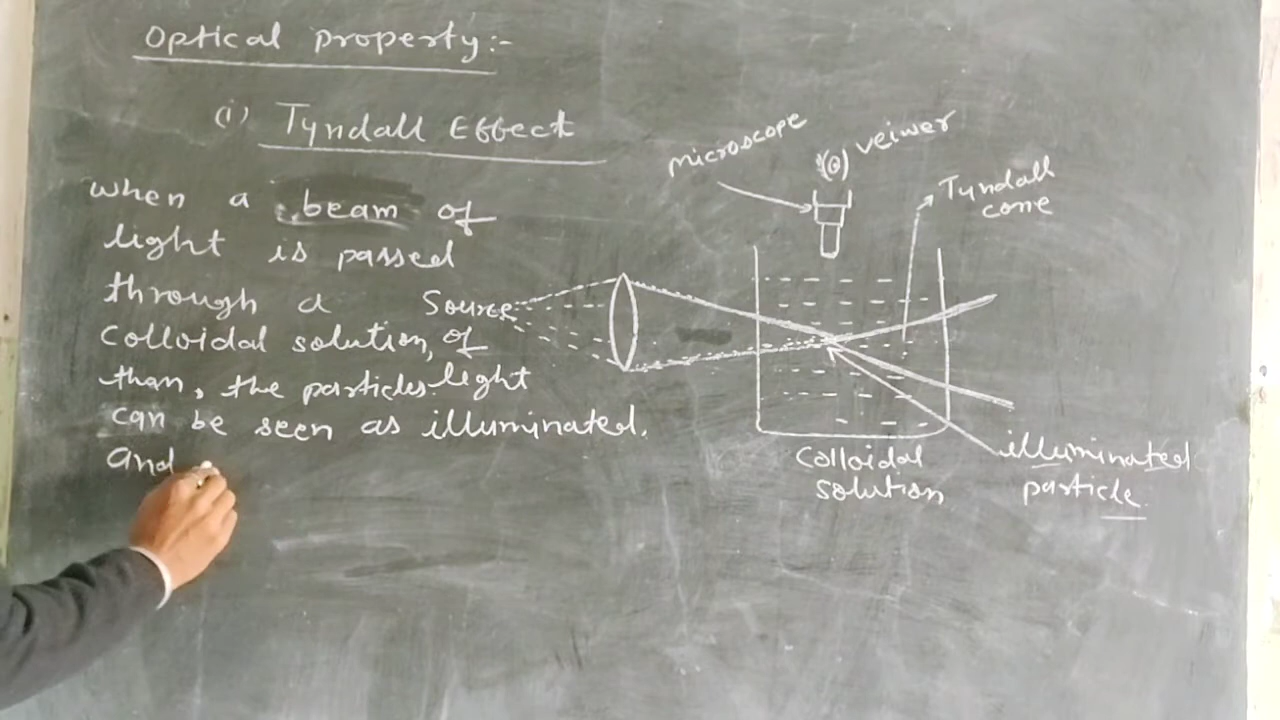 Optical property:-
(i) Tyndall Effect
when a beam of
light is passed
through a
colloidal solution, of
than, the particles light
can be seen as illuminated.
and
Source
microscope
veiwer
Tyndall
cone
colloidal
solution
illuminated
particle.